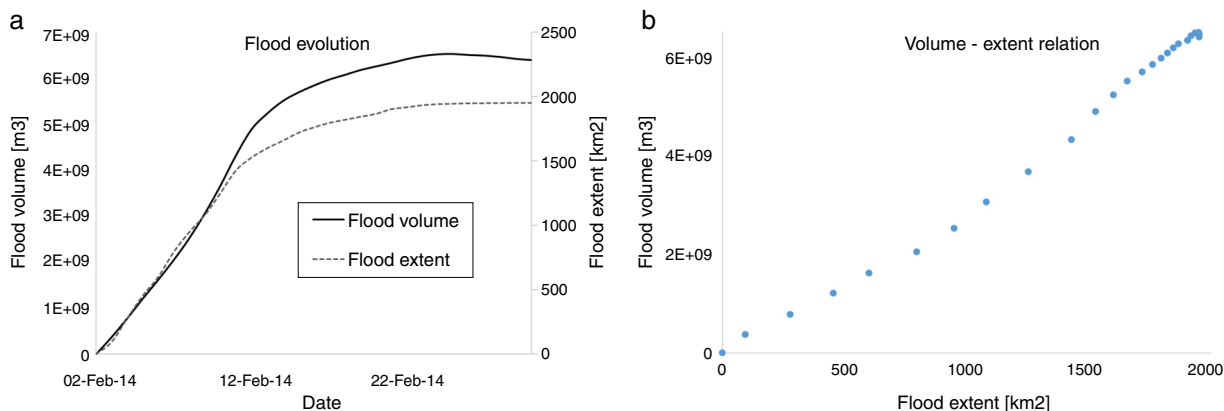 a
Flood evolution
7E+09
6E+09
5E+09
4E+09
3E+09
2E+09
1E+09
0
Flood volume [m3]
2500
2000
1500
1000
500
0
Flood extent [km2]
Flood volume
Flood extent
02-Feb-14
12-Feb-14
22-Feb-14
Date
b
Volume - extent relation
6E+09
4E+09
2E+09
0
Flood volume [m3]
0
500
1000
1500
2000
Flood extent [km2]